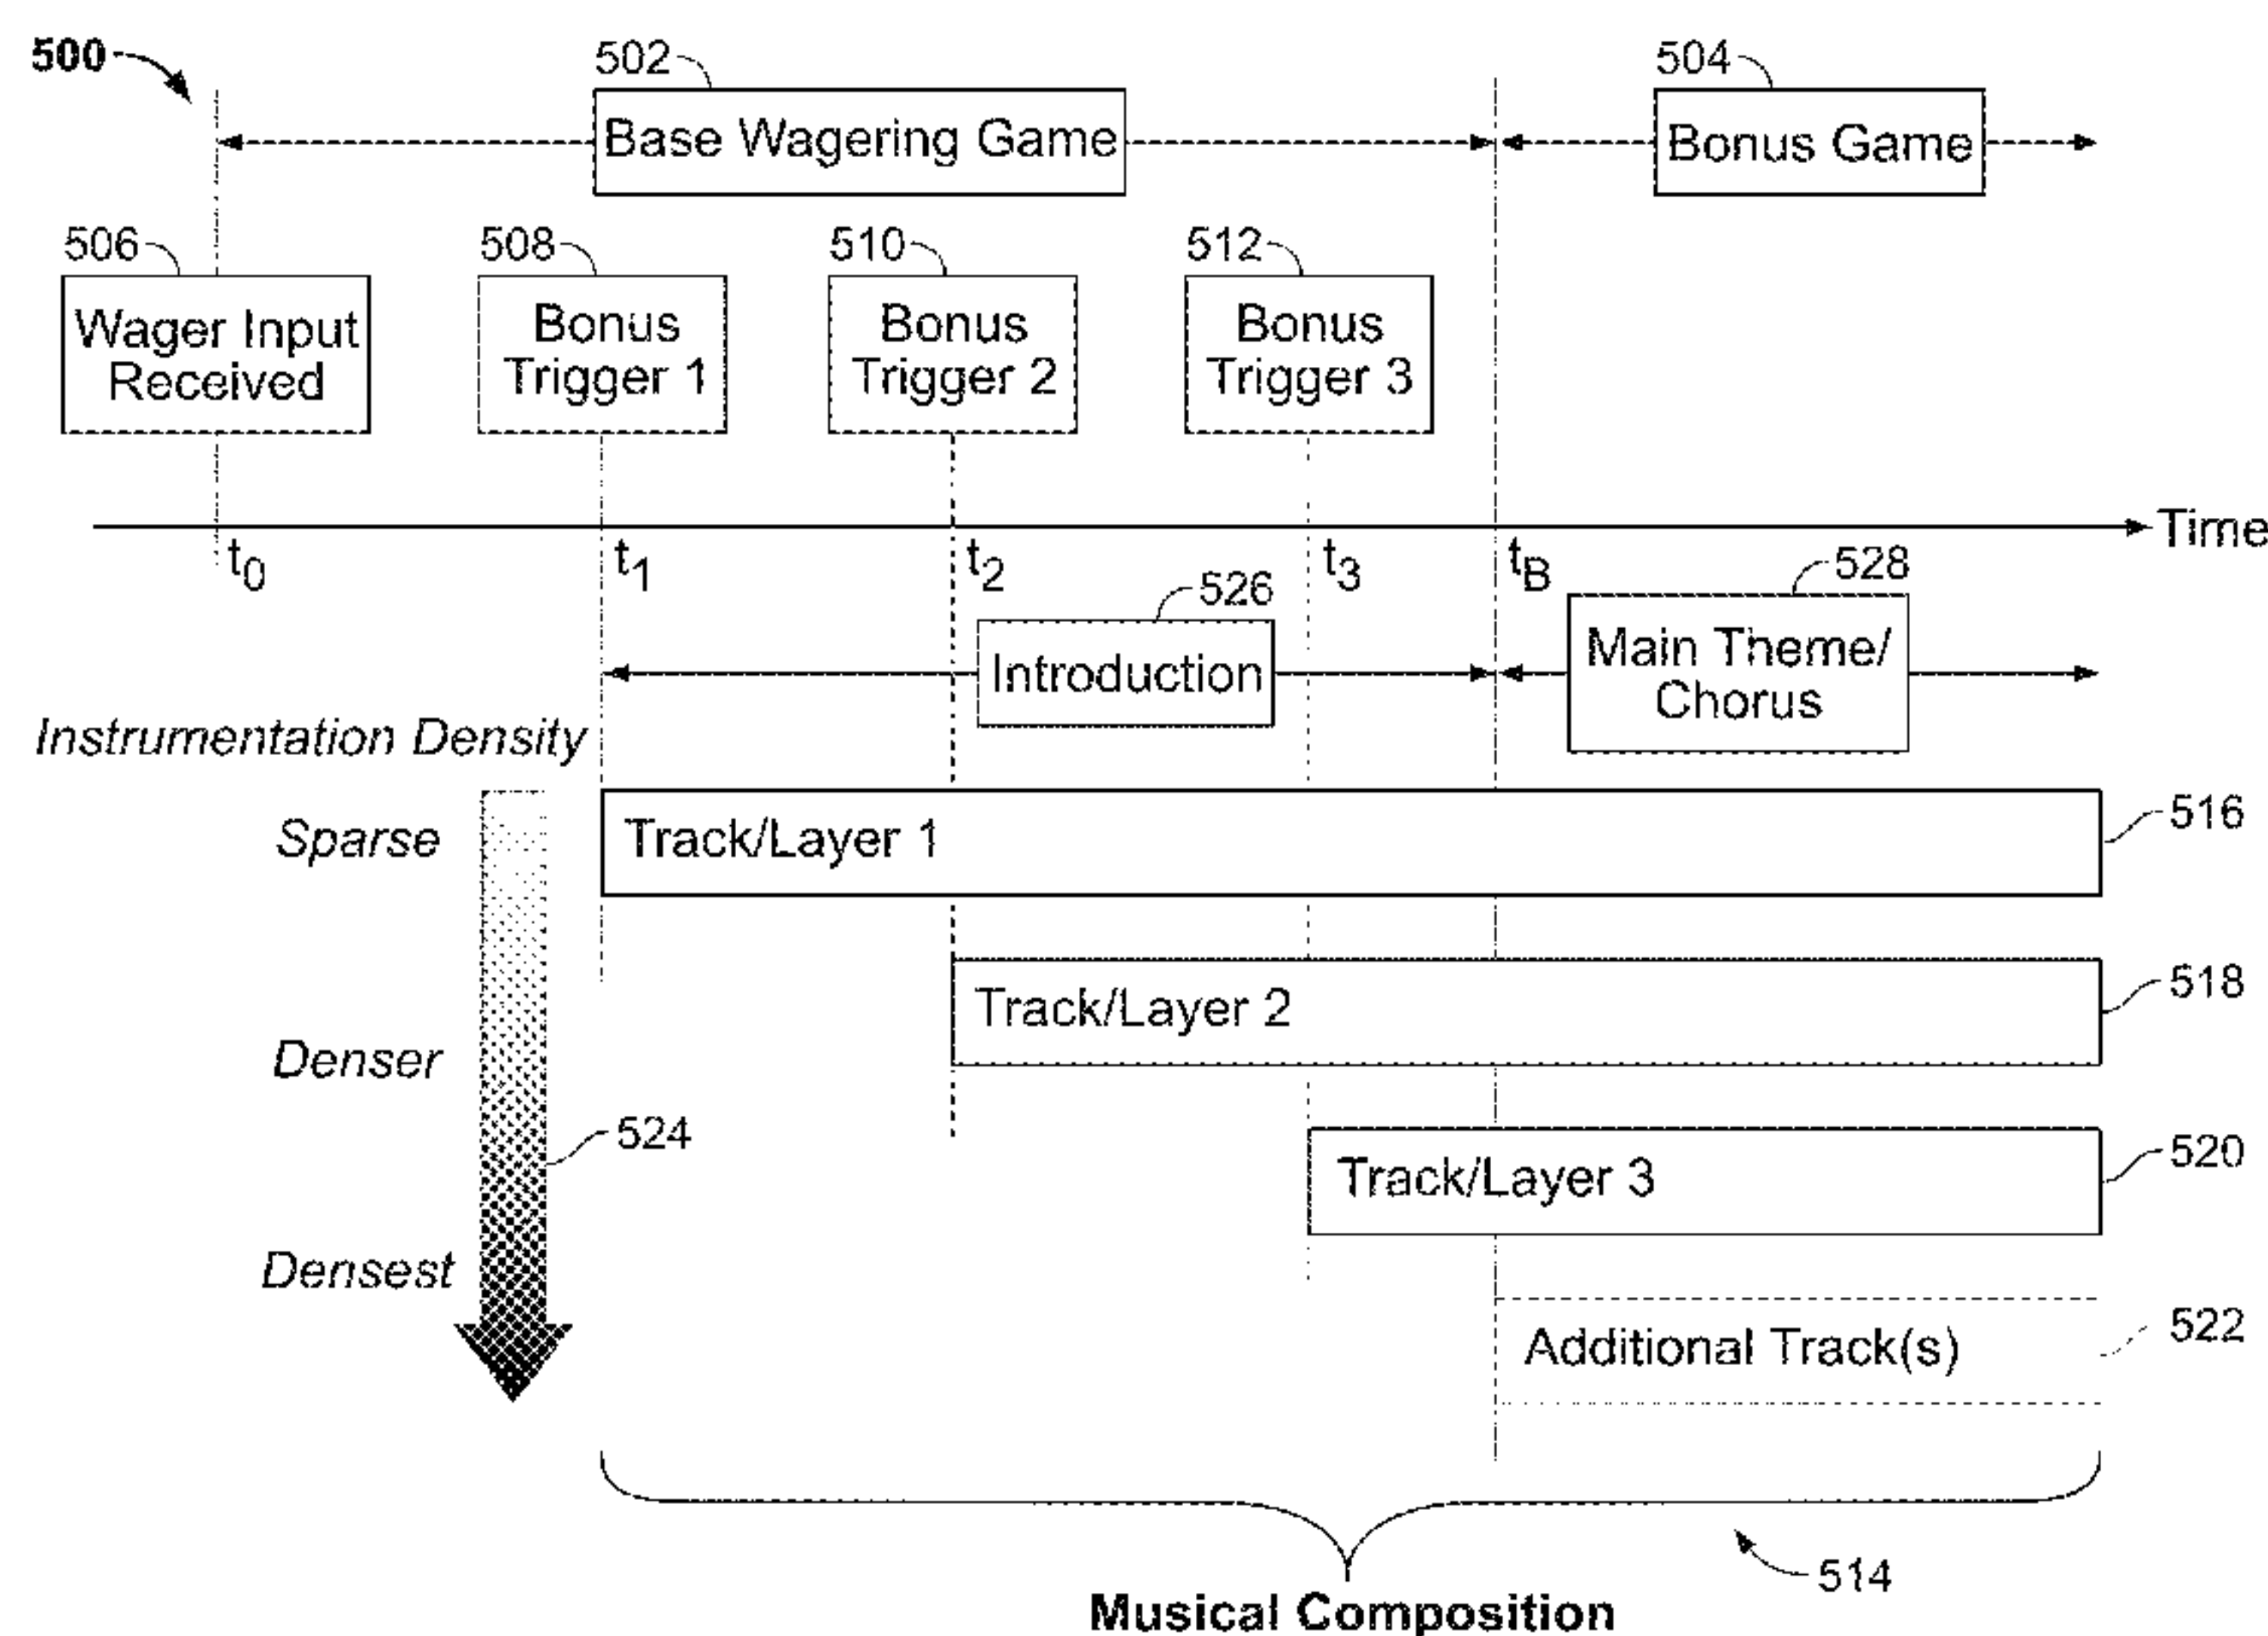 500
502
504
Base Wagering Game
Bonus Game
506
508
510
512
Wager Input
Received
Bonus
Trigger 1
Bonus
Trigger 2
Bonus
Trigger 3
Time
t0
t1
t2
t3
tB
526
528
Introduction
Main Theme/
Chorus
Instrumentation Density
Sparse
Track/Layer 1
516
Track/Layer 2
518
Denser
524
Track/Layer 3
520
Densest
Additional Track(s)
522
514
Musical Composition